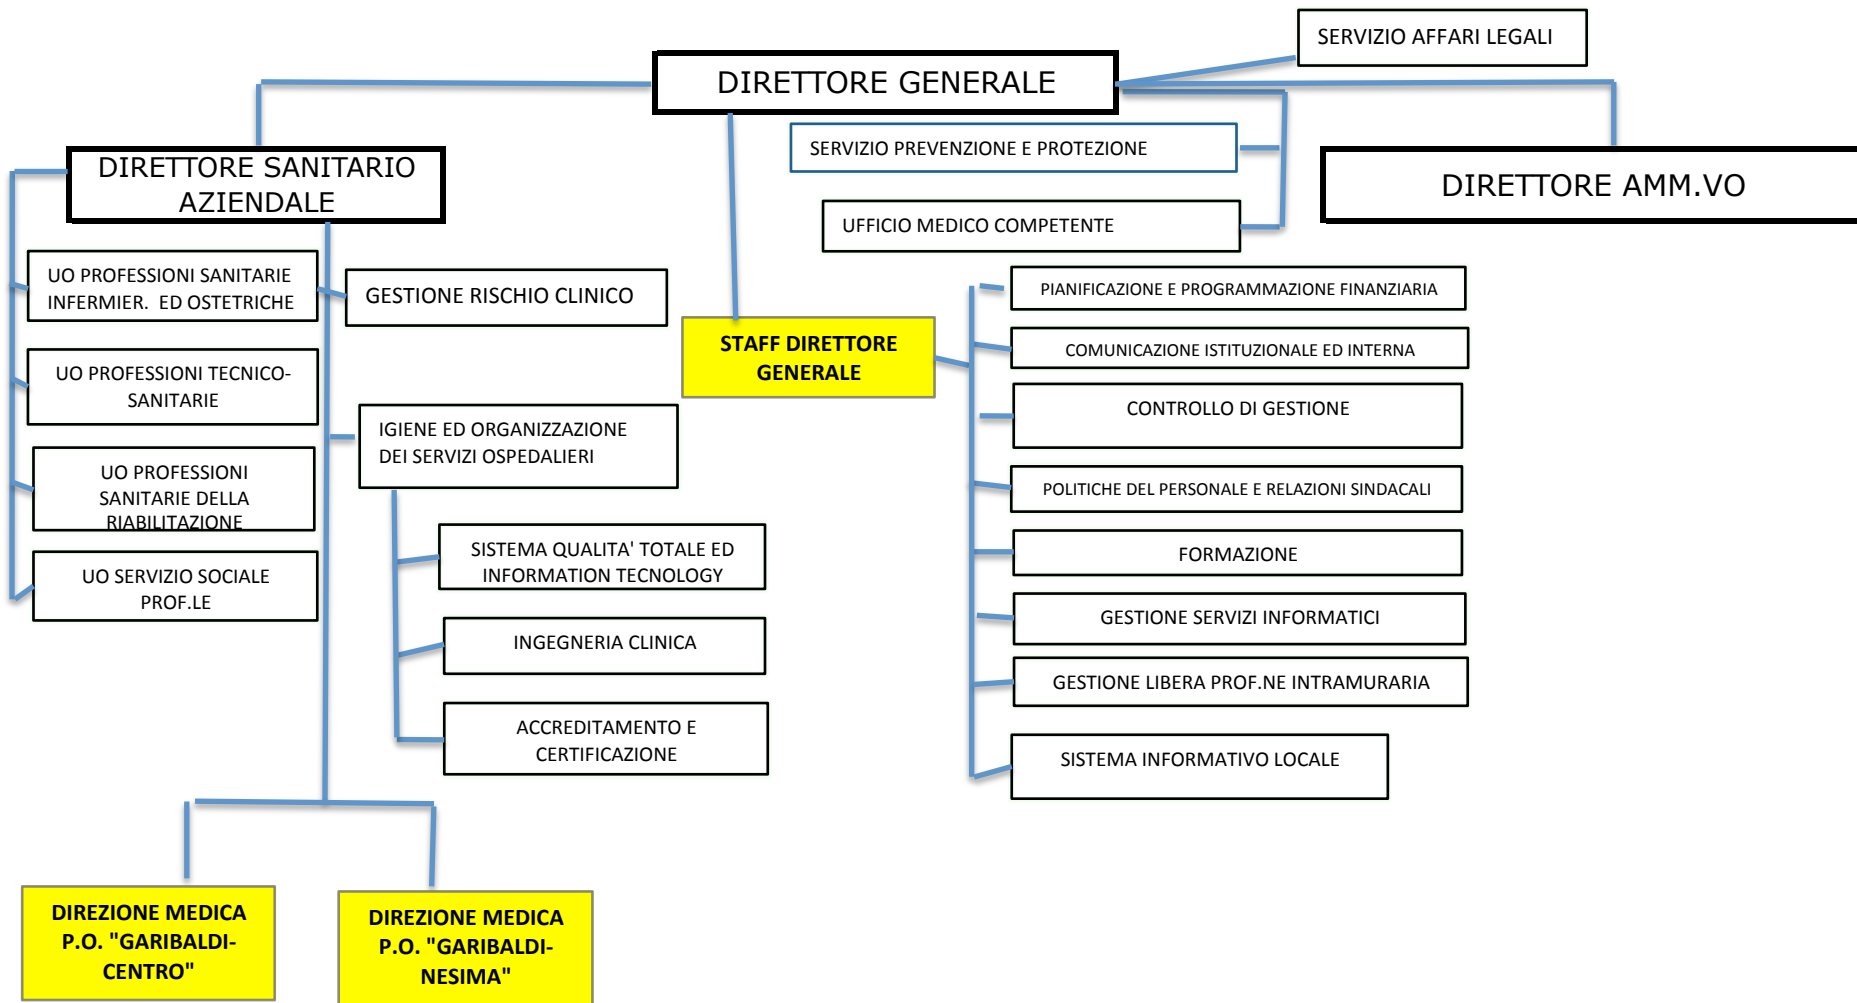 SERVIZIO AFFARI LEGALI
DIRETTORE GENERALE
SERVIZIO PREVENZIONE E PROTEZIONE
DIRETTORE SANITARIO
AZIENDALE
DIRETTORE AMM.VO
UFFICIO MEDICO COMPETENTE
UO PROFESSIONI SANITARIE
INFERMIER. ED OSTETRICHE
GESTIONE RISCHIO CLINICO
PIANIFICAZIONE E PROGRAMMAZIONE FINANZIARIA
STAFF DIRETTORE
GENERALE
COMUNICAZIONE ISTITUZIONALE ED INTERNA
UO PROFESSIONI TECNICO-
SANITARIE
CONTROLLO DI GESTIONE
IGIENE ED ORGANIZZAZIONE
DEI SERVIZI OSPEDALIERI
UO PROFESSIONI
SANITARIE DELLA
RIABILITAZIONE
POLITICHE DEL PERSONALE E RELAZIONI SINDACALI
SISTEMA QUALITA' TOTALE ED
INFORMATION TECNOLOGY
FORMAZIONE
UO SERVIZIO SOCIALE
PROF.LE
GESTIONE SERVIZI INFORMATICI
INGEGNERIA CLINICA
GESTIONE LIBERA PROF.NE INTRAMURARIA
ACCREDITAMENTO E
CERTIFICAZIONE
SISTEMA INFORMATIVO LOCALE
DIREZIONE MEDICA
P.O. "GARIBALDI-
CENTRO"
DIREZIONE MEDICA
P.O. "GARIBALDI-
NESIMA"